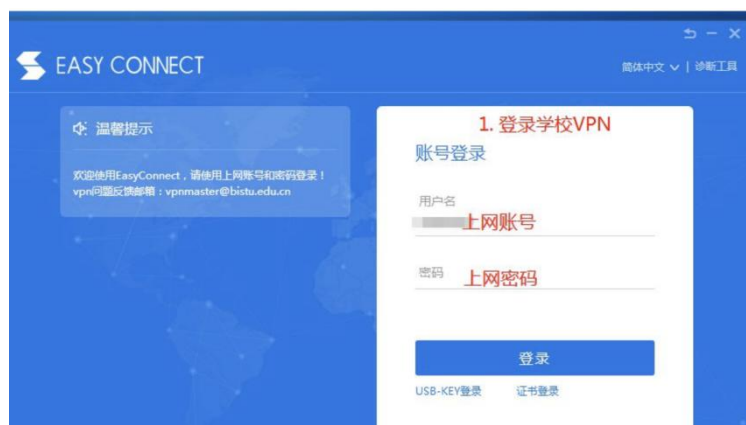 EASY CONNECT
简体中文 | 诊断工具
温馨提示
欢迎使用EasyConnect，请使用上网账号和密码登录！
vpn问题反馈邮箱：vpnmaster@bistu.edu.cn
1. 登录学校VPN
账号登录
用户名
上网账号
密码
上网密码
登录
USB-KEY登录 证书登录